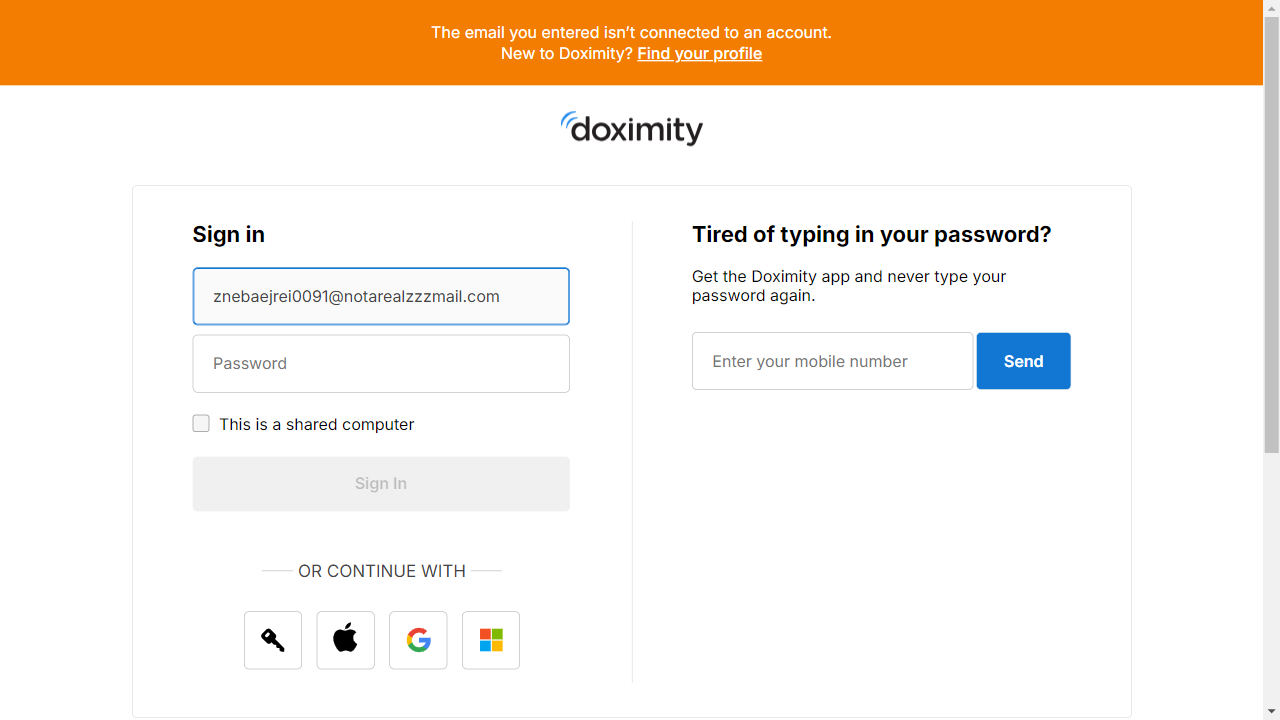 The email you entered isn’t connected to an account.
New to Doximity? Find your profile
doximity
Sign in
znebaejrei0091@notarealzzzmail.com
Password
This is a shared computer
Sign In
OR CONTINUE WITH
Tired of typing in your password?
Get the Doximity app and never type your
password again.
Enter your mobile number
Send